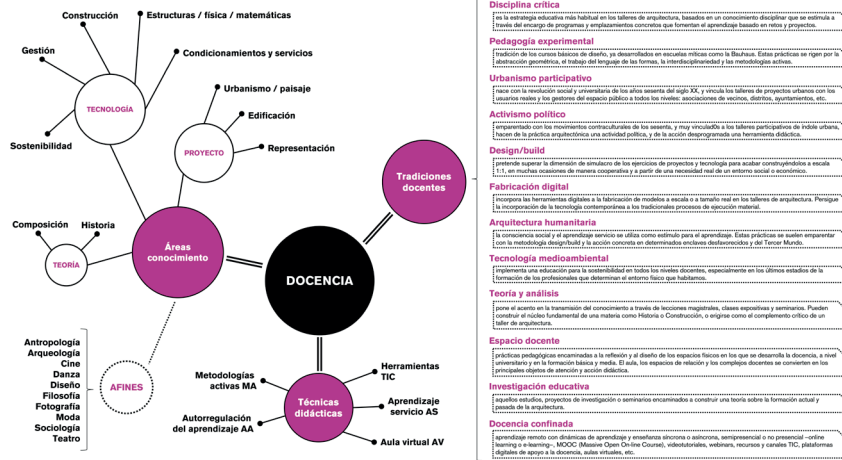 Construcción
Estructuras / física / matemáticas
Gestión
Condicionamientos y servicios
TECNOLOGÍA
Sostenibilidad
Urbanismo / paisaje
Edificación
PROYECTO
Representación
Composición
Historia
TEORÍA
Áreas
conocimiento
Tradiciones
docentes
DOCENCIA
Antropología
Arqueología
Cine
Danza
Diseño
Filosofía
Fotografía
Moda
Sociología
Teatro
AFINES
Metodologías
activas MA
Herramientas
TIC
Técnicas
didácticas
Aprendizaje
servicio AS
Autorregulación
del aprendizaje AA
Aula virtual AV
Disciplina crítica
es la estrategia educativa más habitual en los talleres de arquitectura, basados en un conocimiento disciplinar que se estimula a
través del encargo de programas y emplazamientos concretos que fomentan el aprendizaje basado en retos y proyectos.
Pedagogía experimental
tradición de los cursos básicos de diseño, ya desarrollados en escuelas míticas como la Bauhaus. Estas prácticas se rigen por la
abstracción geométrica, el trabajo del lenguaje de las formas, la interdisciplinariedad y las metodologías activas.
Urbanismo participativo
nace con la revolución social y universitaria de los años sesenta del siglo XX, y vincula los talleres de proyectos urbanos con los
usuarios reales y los gestores del espacio público a todos los niveles: asociaciones de vecinos, distritos, ayuntamientos, etc.
Activismo político
emparentado con los movimientos contraculturales de los sesenta, y muy vinculad0s a los talleres participativos de índole urbana,
hacen de la práctica arquitectónica una actividad política, y de la acción desprogramada una herramienta didáctica.
Design/build
pretende superar la dimensión de simulacro de los ejercicios de proyectos y tecnología para acabar construyéndolos a escala
1:1, en muchas ocasiones de manera cooperativa y a partir de una necesidad real de un entorno social o económico.
Fabricación digital
incorpora las herramientas digitales a la fabricación de modelos a escala o a tamaño real en los talleres de arquitectura. Persigue
la incorporación de la tecnología contemporánea a los tradicionales procesos de ejecución material.
Arquitectura humanitaria
la consciencia social y el aprendizaje servicio se utiliza como estímulo para el aprendizaje. Estas prácticas se suelen emparentar
con la metodología design/build y la acción concreta en determinados enclaves desfavorecidos y del Tercer Mundo.
Tecnología medioambiental
implementa una educación para la sostenibilidad en todos los niveles docentes, especialmente en los últimos estadios de la
formación de los profesionales que determinan el entorno físico que habitamos.
Teoría y análisis
pone el acento en la transmisión del conocimiento a través de lecciones magistrales, clases expositivas y seminarios. Pueden
construir el núcleo fundamental de una materia como Historia o Construcción, o erigirse como el complemento crítico de un
taller de arquitectura.
Espacio docente
prácticas pedagógicas encaminadas a la reflexión y al diseño de los espacios físicos en los que se desarrolla la docencia, a nivel
universitario y en la formación básica y media. El aula, los espacios de relación y los complejos docentes se convierten en los
principales objetos de atención y acción didáctica.
Investigación educativa
aquellos estudios, proyectos de investigación o seminarios encaminados a construir una teoría sobre la formación actual y
pasada de la arquitectura.
Docencia confinada
aprendizaje remoto con dinámicas de aprendizaje y enseñanza síncrona o asíncrona, semipresencial o no presencial –online
learning o e-learning–, MOOC (Massive Open On-line Course), videotutoriales, webinars, recursos y canales TIC, plataformas
digitales de apoyo a la docencia, aulas virtuales, etc.